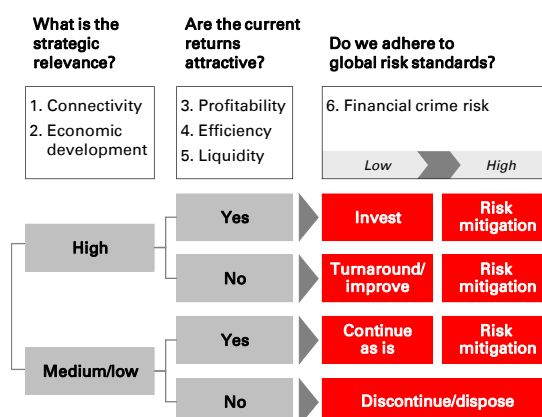 What is the
strategic
relevance?
Are the current
returns
attractive?
Do we adhere to
global risk standards?
1. Connectivity
2. Economic
development
3. Profitability
4. Efficiency
5. Liquidity
6. Financial crime risk
Low
High
High
Yes
Invest
Risk
mitigation
No
Turnaround/
improve
Risk
mitigation
Medium/low
Yes
Continue
as is
Risk
mitigation
No
Discontinue/dispose